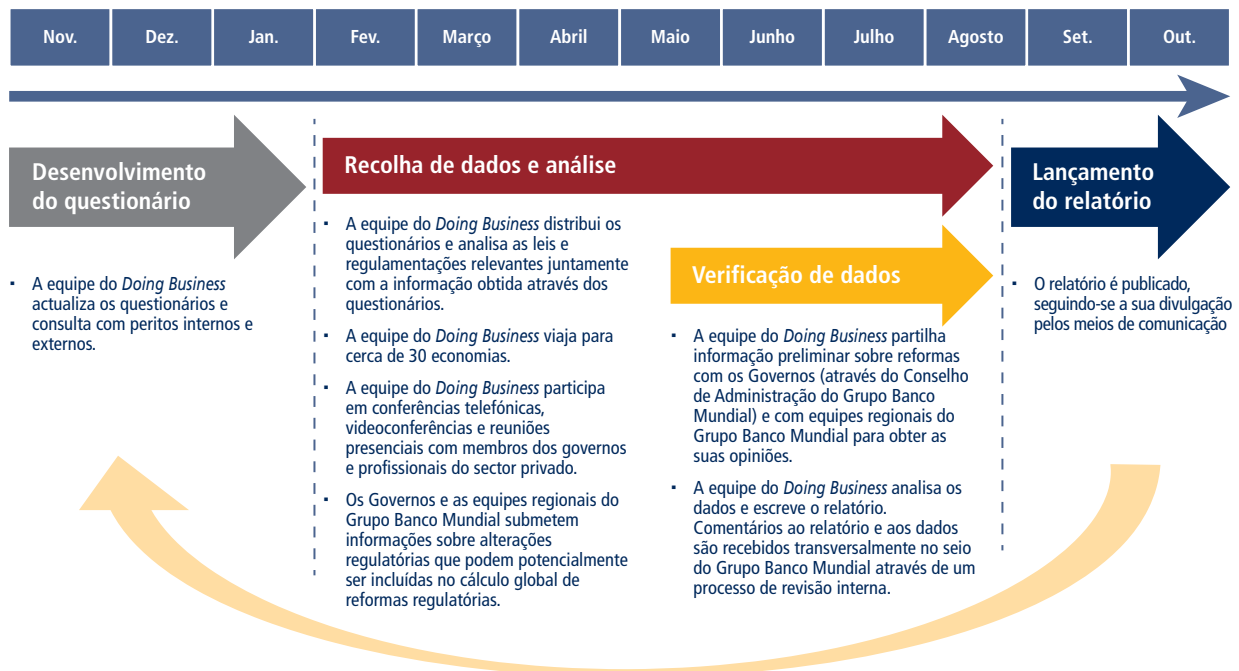 Nov. Dez. Jan. Fev. Março Abril Maio Junho Julho Agosto Set. Out.
Desenvolvimento
do questionário
▪ A equipe do Doing Business
actualiza os questionários e
consulta com peritos internos e
externos.
Recolha de dados e análise
▪ A equipe do Doing Business distribui os
questionários e analisa as leis e
regulamentações relevantes juntamente
com a informação obtida através dos
questionários.
▪ A equipe do Doing Business viaja para
cerca de 30 economias.
▪ A equipe do Doing Business participa
em conferências telefónicas,
videoconferências e reuniões
presenciais com membros dos governos
e profissionais do sector privado.
▪ Os Governos e as equipes regionais do
Grupo Banco Mundial submetem
informações sobre alterações
regulatórias que podem potencialmente
ser incluídas no cálculo global de
reformas regulatórias.
Verificação de dados
▪ A equipe do Doing Business partilha
informação preliminar sobre reformas
com os Governos (através do Conselho
de Administração do Grupo Banco
Mundial) e com equipes regionais do
Grupo Banco Mundial para obter as
suas opiniões.
▪ A equipe do Doing Business analisa os
dados e escreve o relatório.
Comentários ao relatório e aos dados
são recebidos transversalmente no seio
do Grupo Banco Mundial através de um
processo de revisão interna.
Lançamento
do relatório
▪ O relatório é publicado,
seguindo-se a sua divulgação
pelos meios de comunicação